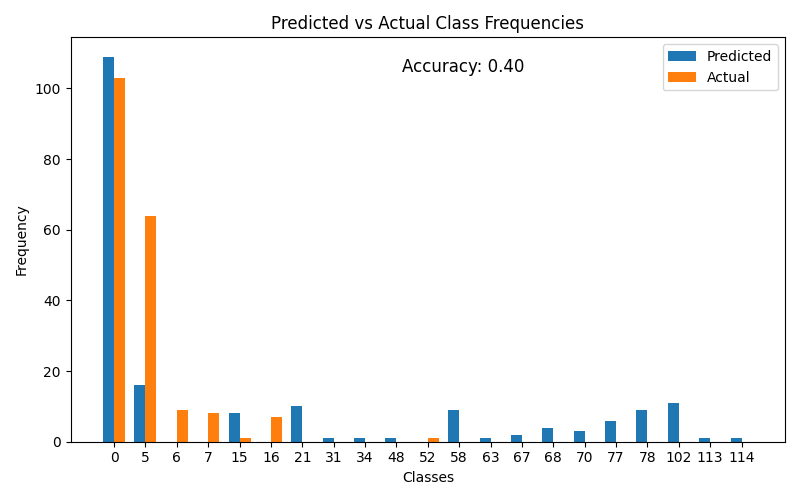 Predicted vs Actual Class Frequencies
Accuracy: 0.40
Predicted
Actual
Frequency
100
80
60
40
20
0
0 5 6 7 15 16 21 31 34 48 52 58 63 67 68 70 77 78 102 113 114
Classes